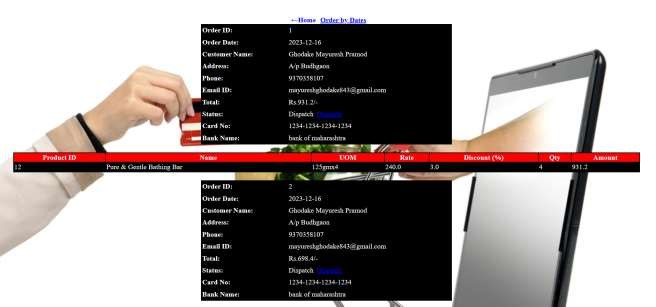 ←Home Order by Dates
Order ID: 1
Order Date: 2023-12-16
Customer Name: Ghodake Mayuresh Pramod
Address: A/p Budhgaon
Phone: 9370358107
Email ID: mayureshghodake843@gmail.com
Total: Rs.931.2/-
Status: Dispatch
Card No: 1234-1234-1234-1234
Bank Name: bank of maharashtra
Product ID Name UOM Rate Discount (%) Qty Amount
12 Pure & Gentle Bathing Bar 125gmx4 240.0 3.0 4 931.2
Order ID: 2
Order Date: 2023-12-16
Customer Name: Ghodake Mayuresh Pramod
Address: A/p Budhgaon
Phone: 9370358107
Email ID: mayureshghodake843@gmail.com
Total: Rs.698.4/-
Status: Dispatch
Card No: 1234-1234-1234-1234
Bank Name: bank of maharashtra